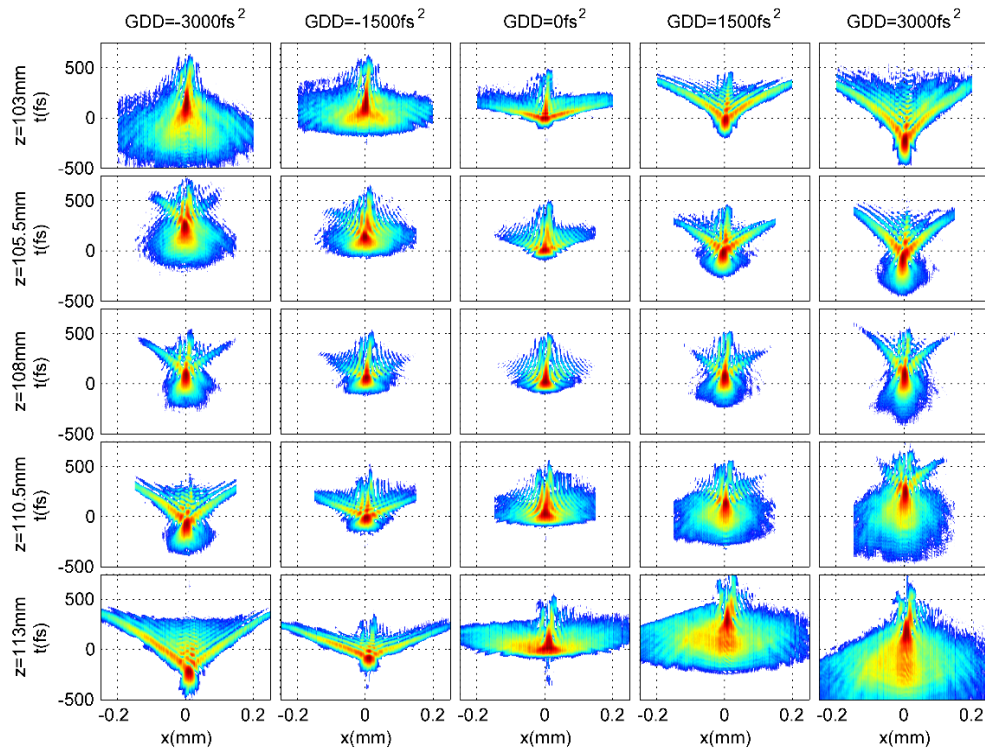 GDD=-3000fs² GDD=-1500fs² GDD=0fs² 1500fs² 3000fs²
z=103mm
t(fs)
500
0
-500
z=105.5mm
t(fs)
500
0
-500
z=108mm
t(fs)
500
0
-500
z=110.5mm
t(fs)
500
0
-500
z=113mm
t(fs)
500
0
-500
-0.2 0 0.2 -0.2 0 0.2 -0.2 0 0.2 -0.2 0 0.2 -0.2 0 0.2
x(mm) x(mm) x(mm) x(mm) x(mm)